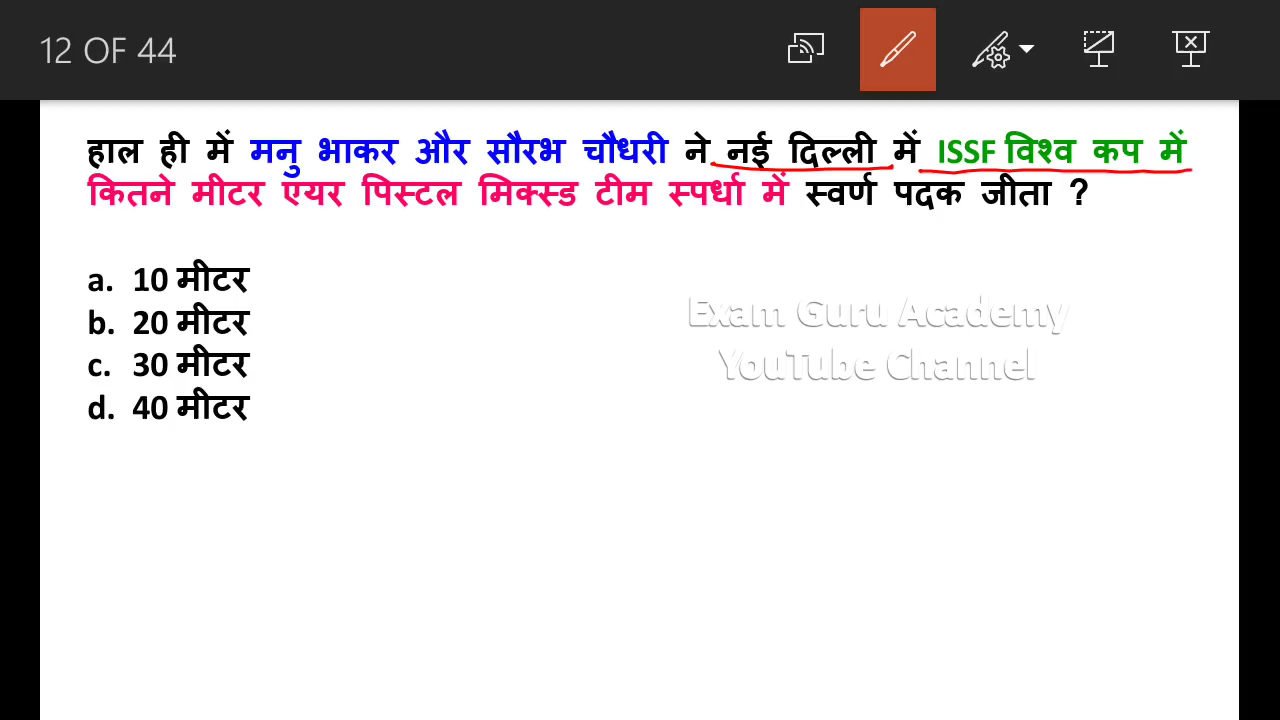 12 OF 44
हाल ही में मनु भाकर और सौरभ चौधरी ने नई दिल्ली में ISSF विश्व कप में
कितने मीटर एयर पिस्टल मिक्स्ड टीम स्पर्धा में स्वर्ण पदक जीता ?
a. 10 मीटर
b. 20 मीटर
c. 30 मीटर
d. 40 मीटर
Exam Guru Academy
YouTube Channel